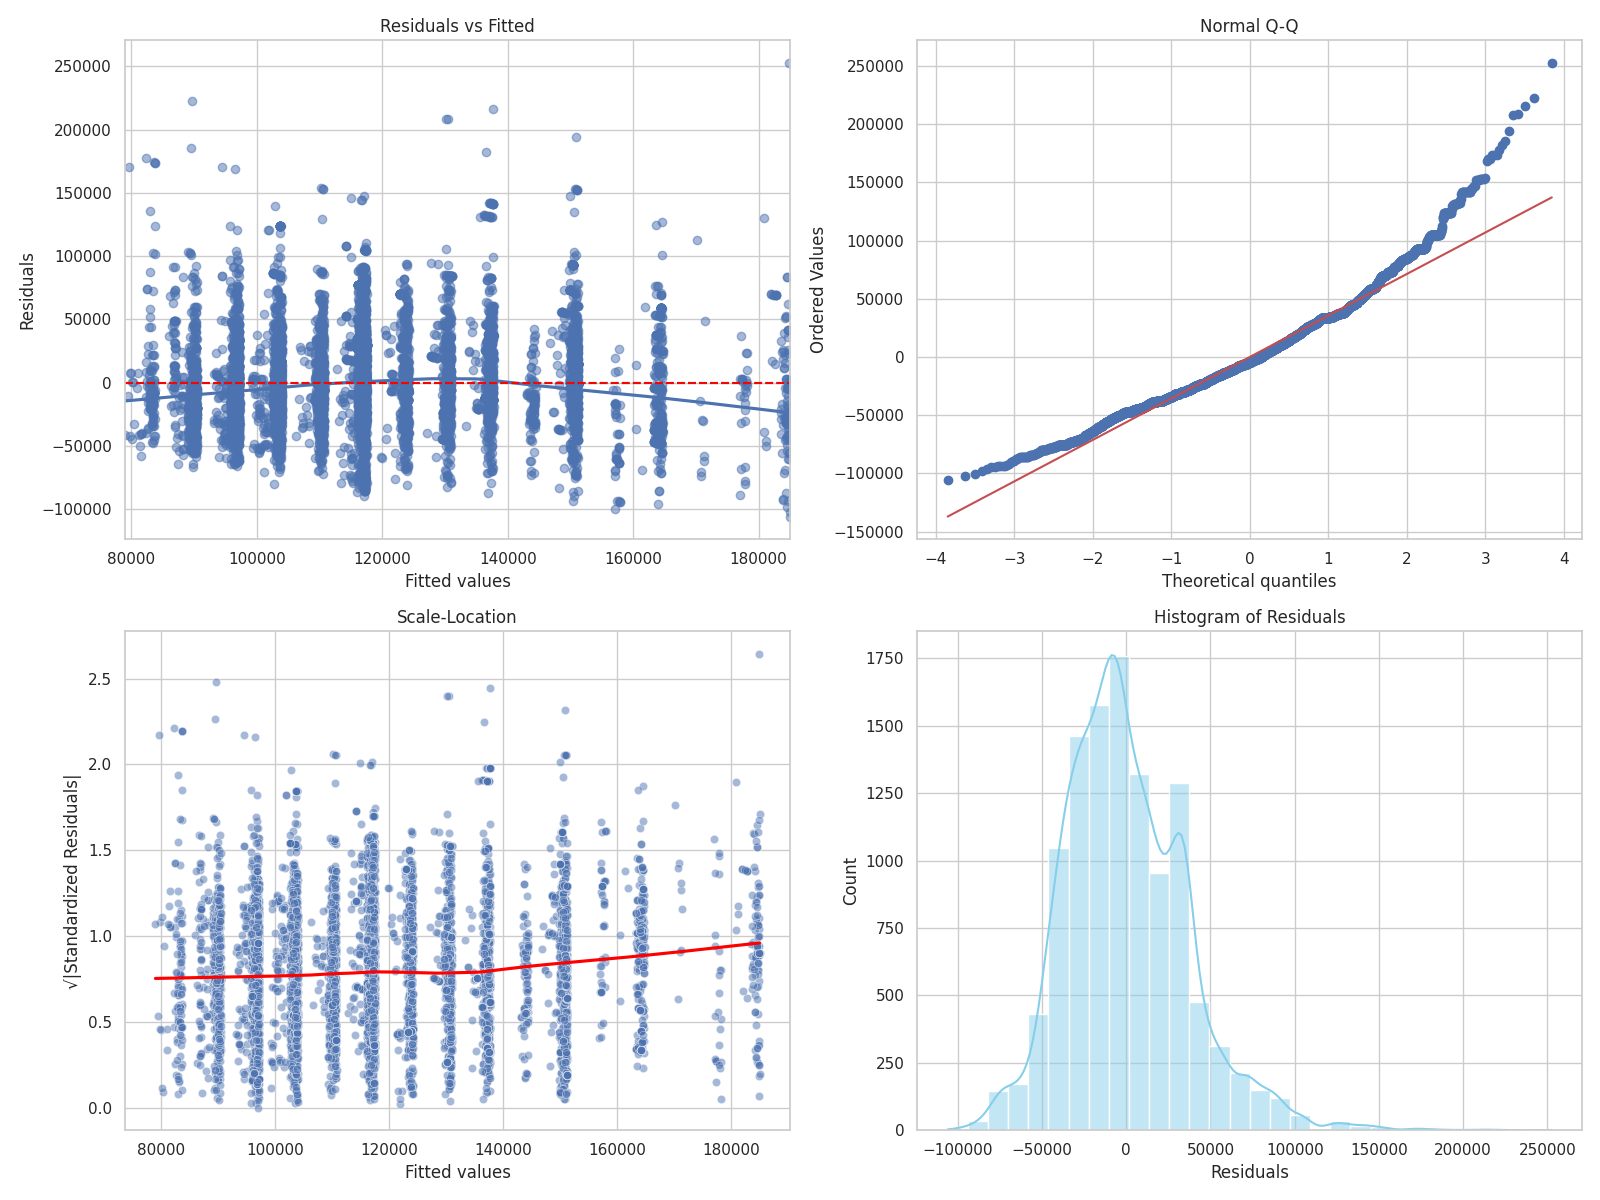 Residuals vs Fitted
250000
200000
150000
100000
50000
0
−50000
−100000
Residuals
80000 100000 120000 140000 160000 180000
Fitted values
Normal Q-Q
250000
200000
150000
100000
50000
0
−50000
−100000
−150000
Ordered Values
−4 −3 −2 −1 0 1 2 3 4
Theoretical quantiles
Scale-Location
2.5
2.0
1.5
1.0
0.5
0.0
√|Standardized Residuals|
80000 100000 120000 140000 160000 180000
Fitted values
Histogram of Residuals
1750
1500
1250
1000
750
500
250
0
Count
−100000 −50000 0 50000 100000 150000 200000 250000
Residuals